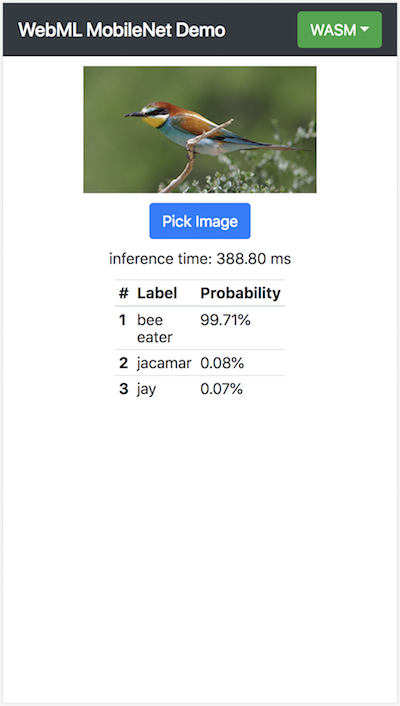 WebML MobileNet Demo
WASM
Pick Image
inference time: 388.80 ms
# Label Probability
1 bee eater 99.71%
2 jacamar 0.08%
3 jay 0.07%